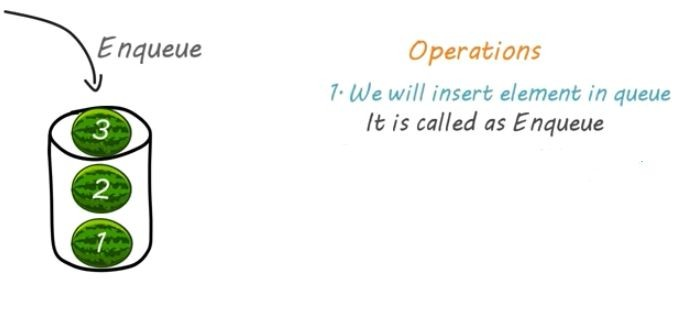 Enqueue
3
2
1
Operations
1. We will insert element in queue
It is called as Enqueue